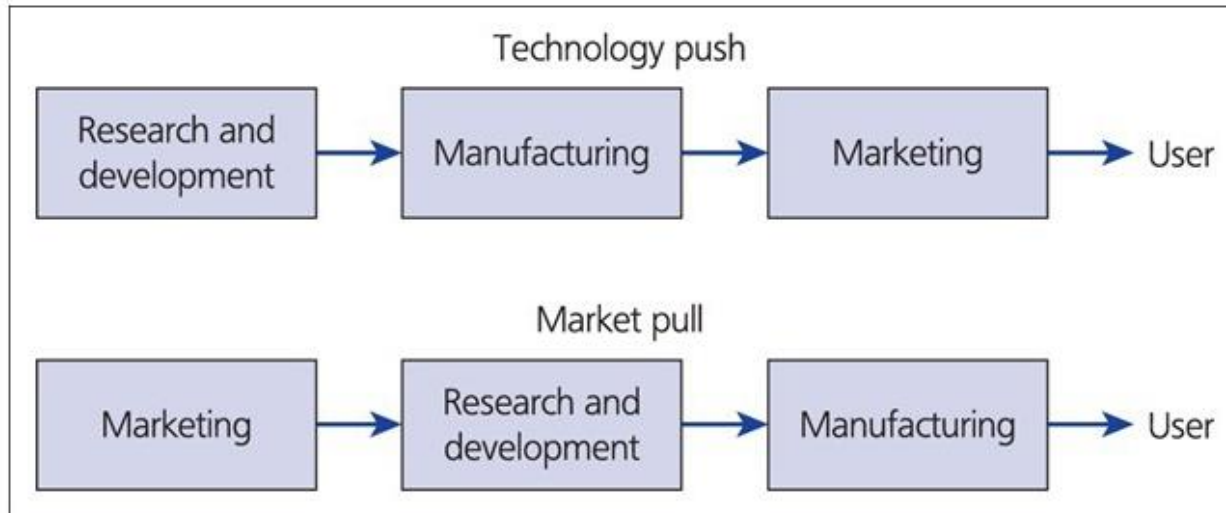 Technology push
Research and
development
Manufacturing
Marketing
User
Market pull
Marketing
Research and
development
Manufacturing
User